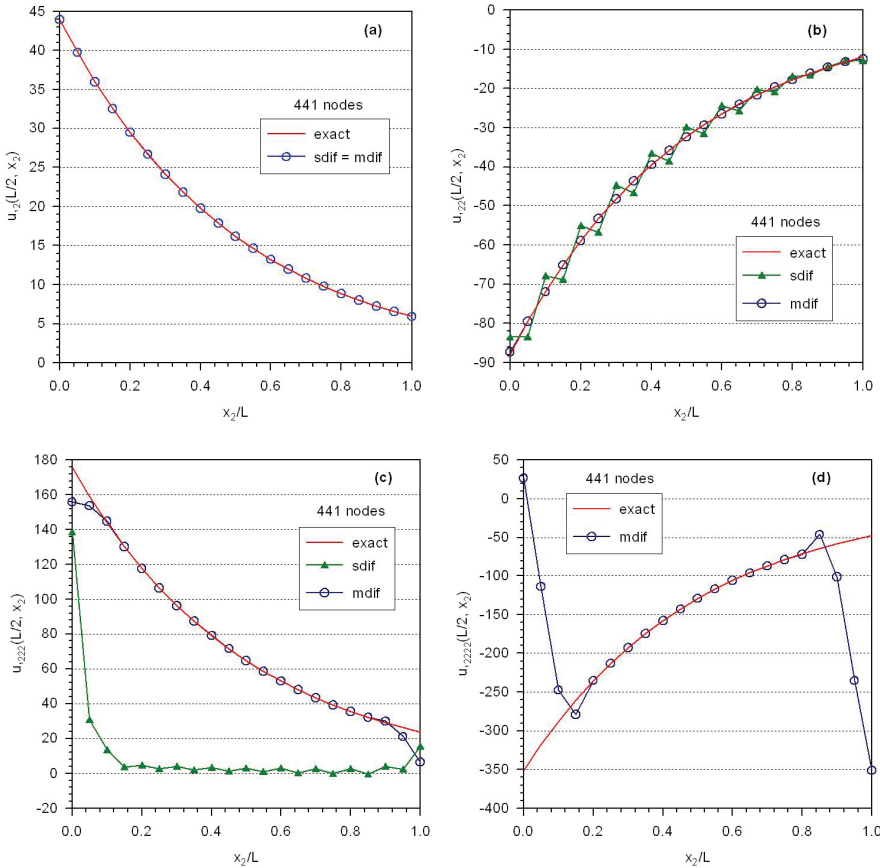 (a)
441 nodes
exact
sdif = mdif
45
40
35
30
25
20
15
10
5
0
0.0 0.2 0.4 0.6 0.8 1.0
u,₂(L/2, x₂)
x₂/L
(b)
441 nodes
exact
sdif
mdif
0
-10
-20
-30
-40
-50
-60
-70
-80
-90
0.0 0.2 0.4 0.6 0.8 1.0
u,₂₂(L/2, x₂)
x₂/L
(c)
441 nodes
exact
sdif
mdif
180
160
140
120
100
80
60
40
20
0
-20
0.0 0.2 0.4 0.6 0.8 1.0
u,₂₂₂(L/2, x₂)
x₂/L
(d)
441 nodes
exact
mdif
50
0
-50
-100
-150
-200
-250
-300
-350
-400
0.0 0.2 0.4 0.6 0.8 1.0
u,₂₂₂₂(L/2, x₂)
x₂/L